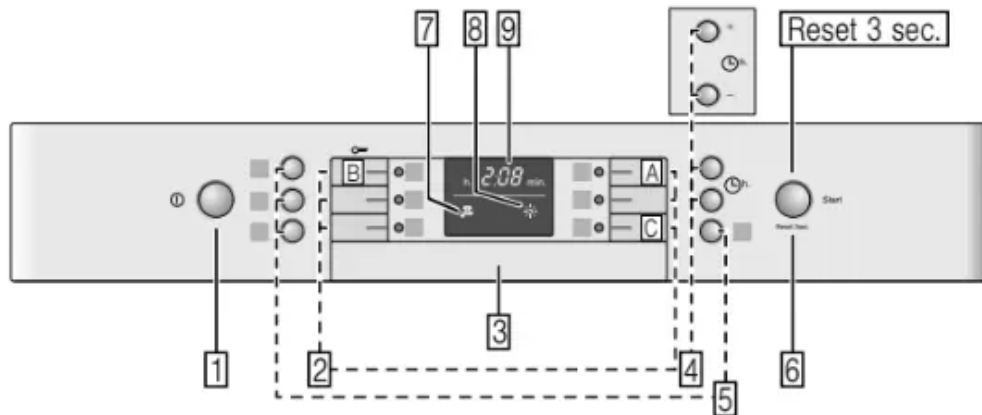 7 8 9
+
h.
−
Reset 3 sec.
B
h. 2:08 min.
A
h.
Start
C
Reset 3sec.
1 2 3 4 5 6